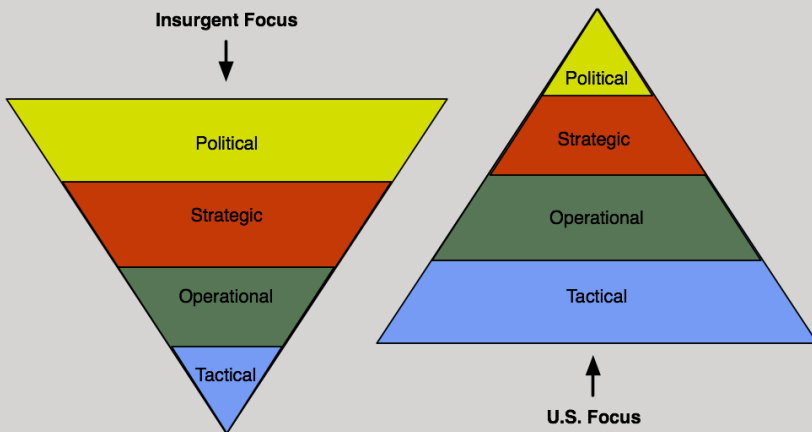 Insurgent Focus
Political
Strategic
Operational
Tactical
Political
Strategic
Operational
Tactical
U.S. Focus